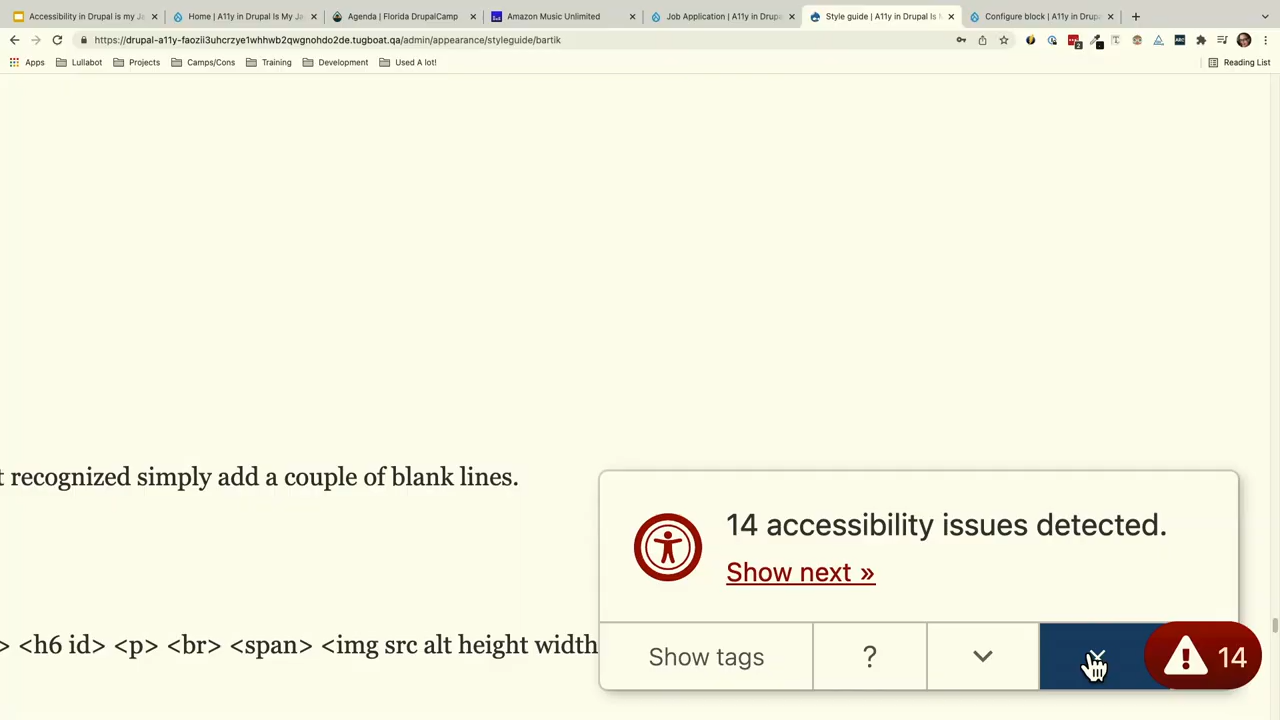 Accessibility in Drupal is my Ja
Home | A11y in Drupal Is My Ja
Agenda | Florida DrupalCamp
Amazon Music Unlimited
Job Application | A11y in Drupa
Style guide | A11y in Drupal Is M
Configure block | A11y in Drupa
https://drupal-a11y-faozii3uhcrzye1whhwb2qwgnohdo2de.tugboat.qa/admin/appearance/styleguide/bartik
Apps
Lullabot
Projects
Camps/Cons
Training
Development
Used A lot!
Reading List
t recognized simply add a couple of blank lines.
14 accessibility issues detected.
Show next »
> <h6 id> <p> <br> <span> <img src alt height width
Show tags
?
14